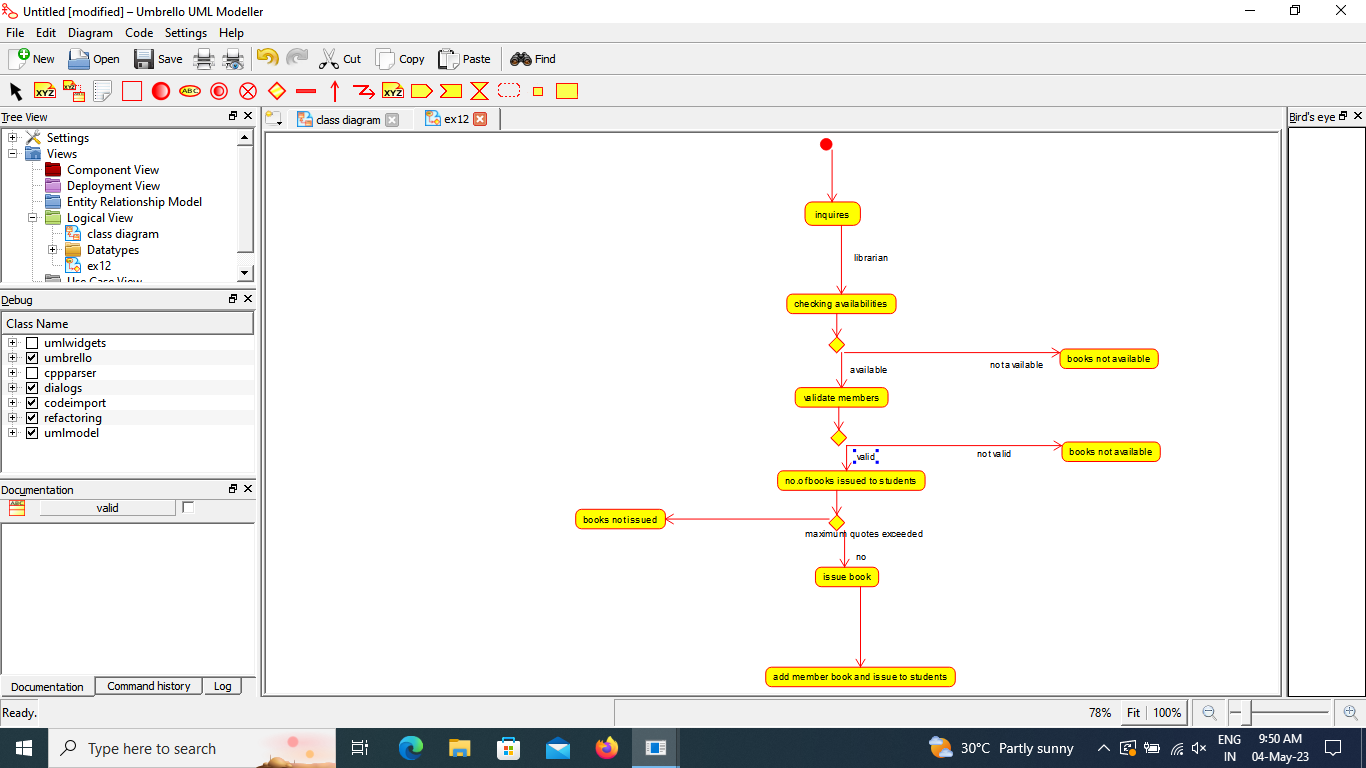 Untitled [modified] – Umbrello UML Modeller
File Edit Diagram Code Settings Help
New Open Save Cut Copy Paste Find
XYZ XYZ ABC XYZ
Tree View
class diagram ex12
Bird's eye
Settings
Views
Component View
Deployment View
Entity Relationship Model
Logical View
class diagram
Datatypes
ex12
Use Case View
Debug
Class Name
umlwidgets
umbrello
cppparser
dialogs
codeimport
refactoring
umlmodel
Documentation
valid
Documentation Command history Log
inquires
librarian
checking availabilities
books not available
not available
available
validate members
books not available
not valid
valid
no.of books issued to students
books not issued
maximum quotes exceeded
no
issue book
add member book and issue to students
Ready.
78% Fit 100%
Type here to search
30°C Partly sunny
ENG
IN
9:50 AM
04-May-23